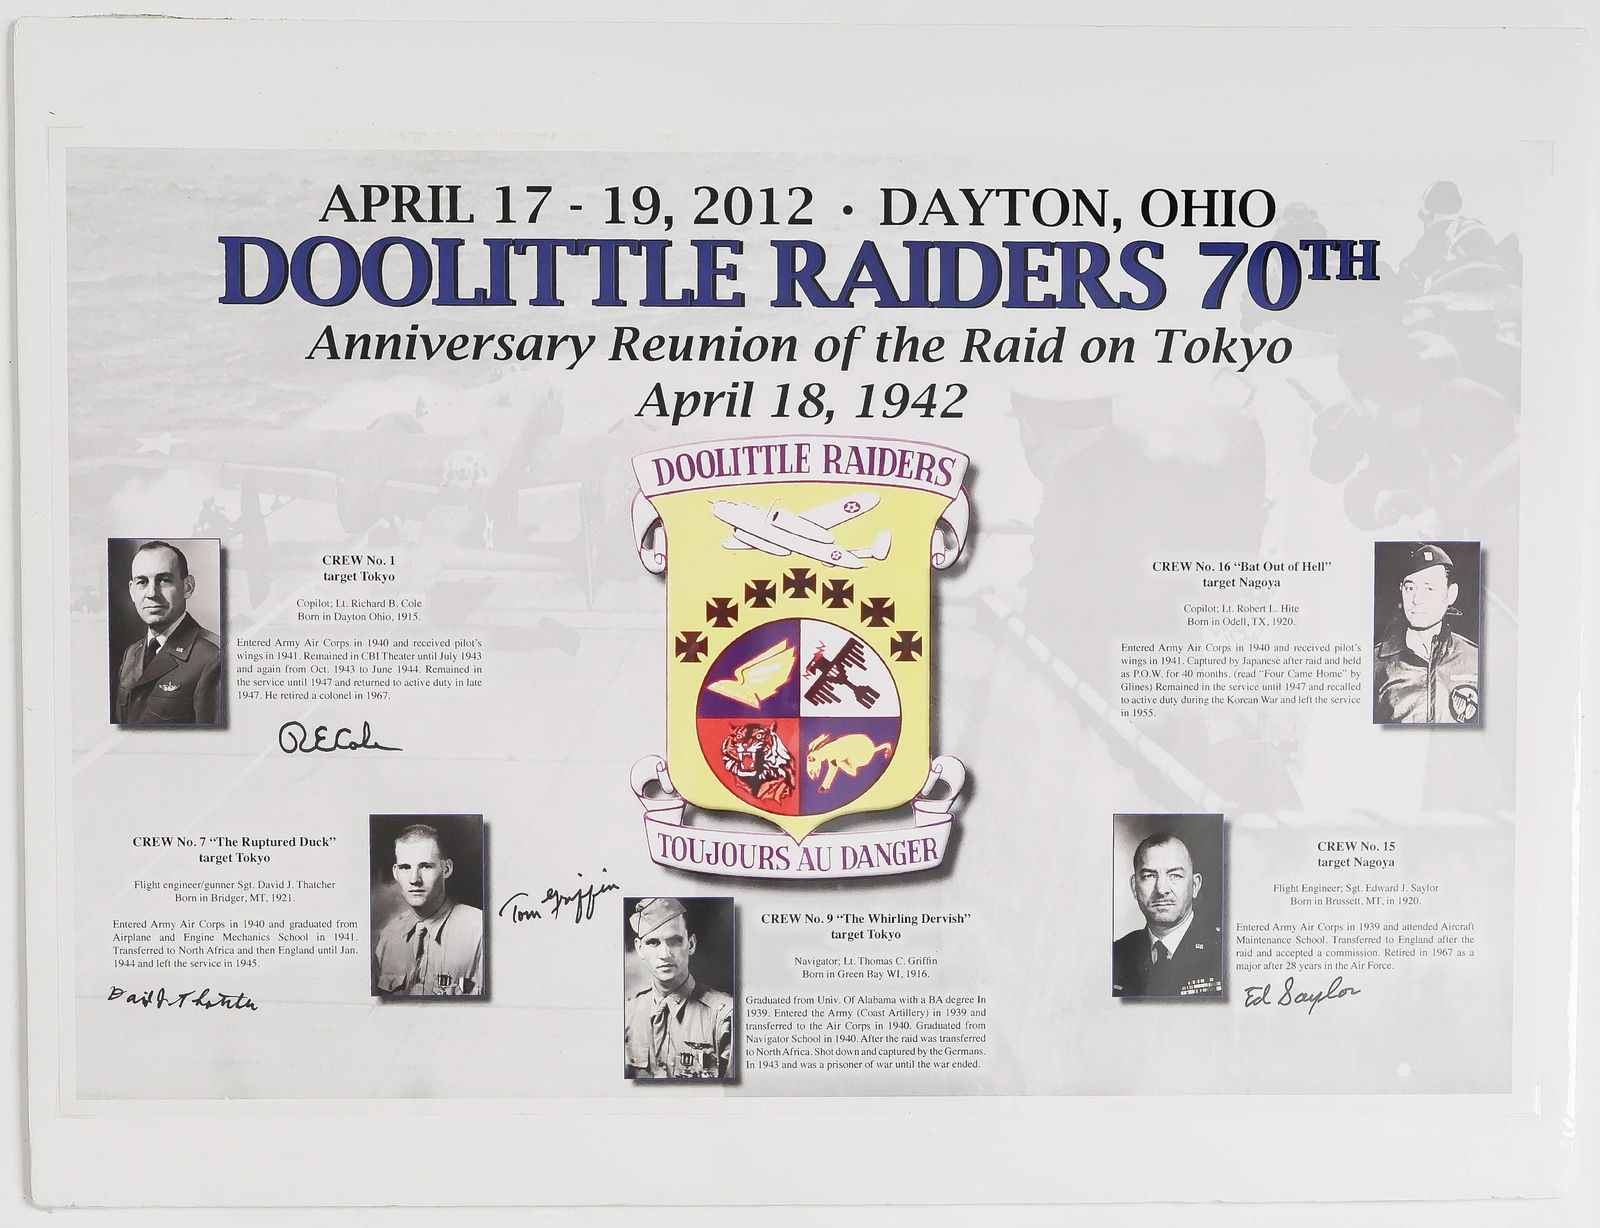 APRIL 17 - 19, 2012 • DAYTON, OHIO
DOOLITTLE RAIDERS 70TH
Anniversary Reunion of the Raid on Tokyo
April 18, 1942
DOOLITTLE RAIDERS
TOUJOURS AU DANGER
CREW No. 1
target Tokyo
Copilot; Lt. Richard B. Cole
Born in Dayton Ohio, 1915.
Entered Army Air Corps in 1940 and received pilot's
wings in 1941. Remained in CBI Theater until July 1943
and again from Oct. 1943 to June 1944. Remained in
the service until 1947 and returned to active duty in late
1947. He retired a colonel in 1967.
RECole
CREW No. 16 “Bat Out of Hell”
target Nagoya
Copilot; Lt. Robert L. Hite
Born in Odell, TX, 1920.
Entered Army Air Corps in 1940 and received pilot's
wings in 1941. Captured by Japanese after raid and held
as P.O.W. for 40 months. (read “Four Came Home” by
Glines) Remained in the service until 1947 and recalled
to active duty during the Korean War and left the service
in 1955.
CREW No. 7 “The Ruptured Duck”
target Tokyo
Flight engineer/gunner Sgt. David J. Thatcher
Born in Bridger, MT, 1921.
Entered Army Air Corps in 1940 and graduated from
Airplane and Engine Mechanics School in 1941.
Transferred to North Africa and then England until Jan.
1944 and left the service in 1945.
David J. Thatcher
Tom Griffin
CREW No. 9 “The Whirling Dervish”
target Tokyo
Navigator; Lt. Thomas C. Griffin
Born in Green Bay WI, 1916.
Graduated from Univ. Of Alabama with a BA degree In
1939. Entered the Army (Coast Artillery) in 1939 and
transferred to the Air Corps in 1940. Graduated from
Navigator School in 1940. After the raid was transferred
to North Africa. Shot down and captured by the Germans.
In 1943 and was a prisoner of war until the war ended.
CREW No. 15
target Nagoya
Flight Engineer; Sgt. Edward J. Saylor
Born in Brussett, MT, in 1920.
Entered Army Air Corps in 1939 and attended Aircraft
Maintenance School. Transferred to England after the
raid and accepted a commission. Retired in 1967 as a
major after 28 years in the Air Force.
Ed Saylor